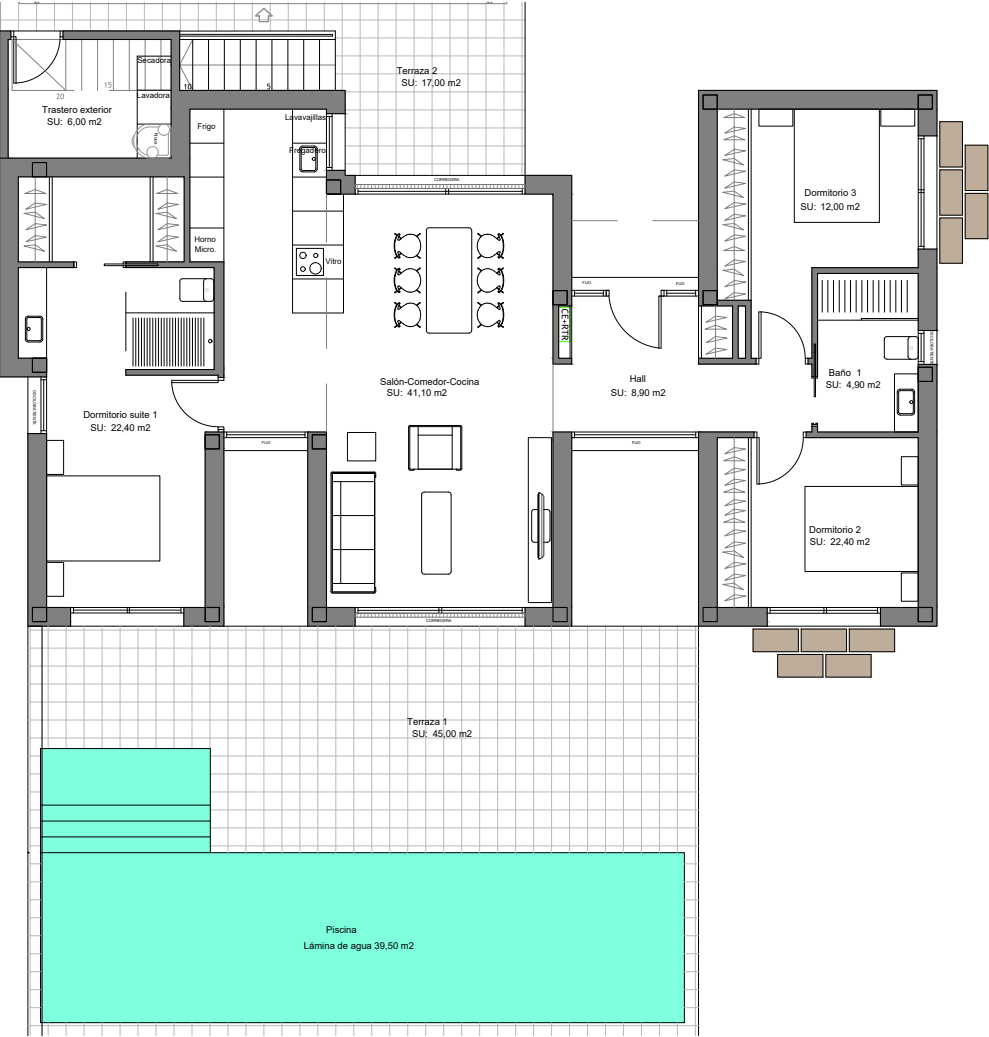 Terraza 2
SU: 17,00 m2
Secadora
15
20
10
5
Lavadora
Trastero exterior
SU: 6,00 m2
Lavavajillas
Frigo
Fregadero
CORREDERA
Dormitorio 3
SU: 12,00 m2
Horno
Micro.
Vitro
FIJO
FIJO
CE+RTR
Salón-Comedor-Cocina
SU: 41,10 m2
Hall
SU: 8,90 m2
Baño 1
SU: 4,90 m2
OSCILOBATIENTE
OSCILOBATIENTE
Dormitorio suite 1
SU: 22,40 m2
FIJO
FIJO
Dormitorio 2
SU: 22,40 m2
CORREDERA
Terraza 1
SU: 45,00 m2
Piscina
Lámina de agua 39,50 m2